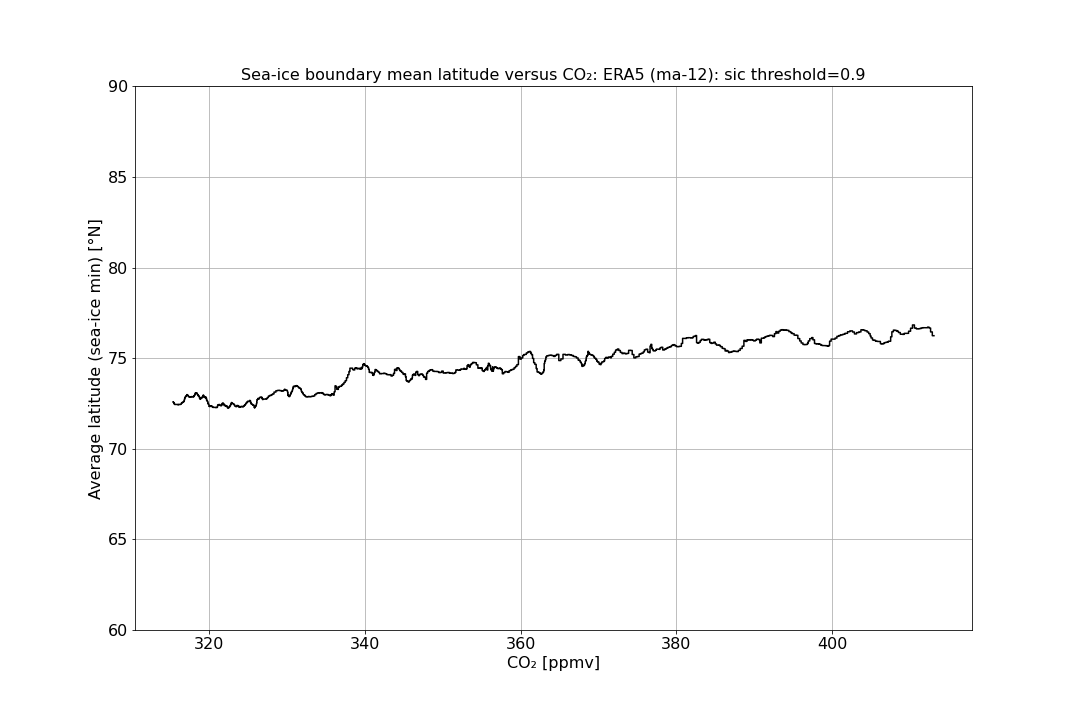 Sea-ice boundary mean latitude versus CO₂: ERA5 (ma-12): sic threshold=0.9
90
85
80
75
70
65
60
Average latitude (sea-ice min) [°N]
320 340 360 380 400
CO₂ [ppmv]